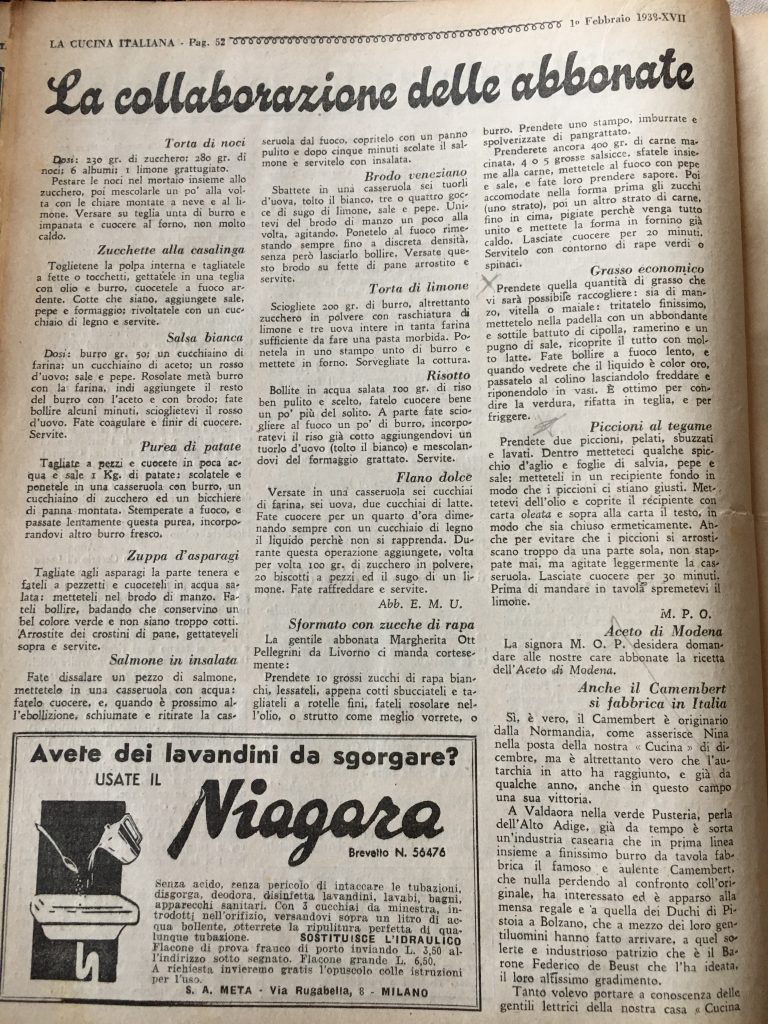 LA CUCINA ITALIANA - Pag. 52
1º Febbraio 1938-XVII
La collaborazione delle abbonate
Torta di noci
Dosi: 230 gr. di zucchero; 280 gr. di
noci; 6 albumi; 1 limone grattugiato.
Pestare le noci nel mortaio insieme allo
zucchero, poi mescolarle un po' alla volta
con le chiare montate a neve e al li-
mone. Versare su teglia unta di burro e
impanata e cuocere al forno, non molto
caldo.
Zucchette alla casalinga
Toglietene la polpa interna e tagliatele
a fette o tocchetti, gettatele in una teglia
con olio e burro, cuocetele a fuoco ar-
dente. Cotte che siano, aggiungete sale,
pepe e formaggio; rivoltatele con un cuc-
chiaio di legno e servite.
Salsa bianca
Dosi: burro gr. 50; un cucchiaino di
farina; un cucchiaino di aceto; un rosso
d'uovo; sale e pepe. Rosolate metà burro
con la farina, indi aggiungete il resto
del burro con l'aceto e con brodo; fate
bollire alcuni minuti, scioglietevi il rosso
d'uovo. Fate coagulare e finir di cuocere.
Servite.
Purea di patate
Tagliate a pezzi e cuocete in poca ac-
qua e sale 1 Kg. di patate; scolatele e
ponetele in una casseruola con burro, un
cucchiaino di zucchero ed un bicchiere
di panna montata. Stemperate a fuoco, e
passate lentamente questa purea, incorpo-
randovi altro burro fresco.
Zuppa d'asparagi
Tagliate agli asparagi la parte tenera e
fateli a pezzetti e cuoceteli in acqua sa-
lata: metteteli nel brodo di manzo. Fa-
teli bollire, badando che conservino un
bel colore verde e non siano troppo cotti.
Arrostite dei crostini di pane, gettateveli
sopra e servite.
Salmone in insalata
Fate dissalare un pezzo di salmone,
mettetelo in una casseruola con acqua:
fatelo cuocere, e, quando è prossimo al-
l'ebollizione, schiumate e ritirate la cas-
seruola dal fuoco, copritelo con un panno
pulito e dopo cinque minuti scolate il sal-
mone e servitelo con insalata.
Brodo veneziano
Sbattete in una casseruola sei tuorli
d'uova, tolto il bianco, tre o quattro goc-
ce di sugo di limone, sale e pepe. Uni-
tevi del brodo di manzo un poco alla
volta, agitando. Ponetelo al fuoco rime-
stando sempre fino a discreta densità,
senza però lasciarlo bollire. Versate que-
sto brodo su fette di pane arrostito e
servite.
Torta di limone
Sciogliete 200 gr. di burro, altrettanto
zucchero in polvere con raschiatura di
limone e tre uova intere in tanta farina
sufficiente da fare una pasta morbida. Po-
netela in uno stampo unto di burro e
mettete in forno. Sorvegliate la cottura.
Risotto
Bollite in acqua salata 100 gr. di riso
ben pulito e scelto, fatelo cuocere bene
un po' più del solito. A parte fate scio-
gliere al fuoco un po' di burro, incorpo-
ratevi il riso già cotto aggiungendovi un
tuorlo d'uovo (tolto il bianco) e mescolan-
dovi del formaggio grattato. Servite.
Flano dolce
Versate in una casseruola sei cucchiai
di farina, sei uova, due cucchiai di latte.
Fate cuocere per un quarto d'ora dime-
nando sempre con un cucchiaio di legno
il liquido perchè non si rapprenda. Du-
rante questa operazione aggiungete, volta
per volta 100 gr. di zucchero in polvere,
20 biscotti a pezzi ed il sugo di un li-
mone. Fate raffreddare e servite.
Abb. E. M. U.
Sformato con zucche di rapa
La gentile abbonata Margherita Ott
Pellegrini da Livorno ci manda cortese-
mente:
Prendete 10 grossi zucchi di rapa bian-
chi, lessateli, appena cotti sbucciateli e ta-
gliateli a rotelle fini, fateli rosolare nel-
l'olio, o strutto come meglio vorrete, o
burro. Prendete uno stampo, imburrate e
spolverizzate di pangrattato.
Prenderete ancora 400 gr. di carne ma-
cinata, 4 o 5 grosse salsicce, sfatele insie-
me alla carne, mettetele al fuoco con pepe
e sale, e fate loro prendere sapore. Poi
accomodate nella forma prima gli zucchi
(uno strato), poi un altro strato di carne,
fino in cima, pigiate perchè venga tutto
unito e mettete la forma in fornino già
caldo. Lasciate cuocere per 20 minuti.
Servitelo con contorno di rape verdi o
spinaci.
Grasso economico
Prendete quella quantità di grasso che
vi sarà possibile raccogliere: sia di man-
zo, vitella o maiale: tritatelo finissimo,
mettetelo nella padella con un abbondante
e sottile battuto di cipolla, ramerino e un
pugno di sale, ricoprite il tutto con mol-
to latte. Fate bollire a fuoco lento, e
quando vedrete che il liquido è color oro,
passatelo al colino lasciandolo freddare e
riponendolo in vasi. È ottimo per con-
dire la verdura, rifatta in teglia, e per
friggere.
Piccioni al tegame
Prendete due piccioni, pelati, sbuzzati
e lavati. Dentro metteteci qualche spic-
chio d'aglio e foglie di salvia, pepe e
sale: metteteli in un recipiente fondo in
modo che i piccioni ci stiano giusti. Met-
tetevi dell'olio e coprite il recipiente con
carta oleata e sopra alla carta il testo, in
modo che sia chiuso ermeticamente. An-
che per evitare che i piccioni si arrosti-
scano troppo da una parte sola, non stap-
pate mai, ma agitate leggermente la cas-
seruola. Lasciate cuocere per 30 minuti.
Prima di mandare in tavola spremetevi il
limone.
M. P. O.
Aceto di Modena
La signora M. O. P. desidera doman-
dare alle nostre care abbonate la ricetta
dell'Aceto di Modena.
Anche il Camembert
si fabbrica in Italia
Sì, è vero, il Camembert è originario
dalla Normandia, come asserisce Nina
nella posta della nostra « Cucina » di di-
cembre, ma è altrettanto vero che l'au-
tarchia in atto ha raggiunto, e già da
qualche anno, anche in questo campo
una sua vittoria.
A Valdaora nella verde Pusteria, perla
dell'Alto Adige, già da tempo è sorta
un'industria casearia che in prima linea
insieme a finissimo burro da tavola fab-
brica il famoso e aulente Camembert,
che nulla perdendo al confronto coll'ori-
ginale, ha interessato ed è apparso alla
mensa regale e a quella dei Duchi di Pi-
stoia a Bolzano, che a mezzo dei loro gen-
tiluomini hanno fatto arrivare, a quel so-
lerte e industrioso patrizio che è il Ba-
rone Federico de Beust che l'ha ideata,
il loro altissimo gradimento.
Tanto volevo portare a conoscenza delle
gentili lettrici della nostra casa « Cucina
Avete dei lavandini da sgorgare?
USATE IL
Niagara
Brevetto N. 56476
Senza acido, senza pericolo di intaccare le tubazioni,
disgorga, deodora, disinfetta lavandini, lavabi, bagni,
apparecchi sanitari. Con 3 cucchiai da minestra, in-
trodotti nell'orifizio, versandovi sopra un litro di ac-
qua bollente, otterrete la ripulitura perfetta di qua-
lunque tubazione. SOSTITUISCE L'IDRAULICO
Flacone di prova franco di porto inviando L. 3,50 al-
l'indirizzo sotto segnato. Flacone grande L. 6,50.
A richiesta invieremo gratis l'opuscolo colle istruzioni
per l'uso.
S. A. META - Via Rugabella, 8 - MILANO